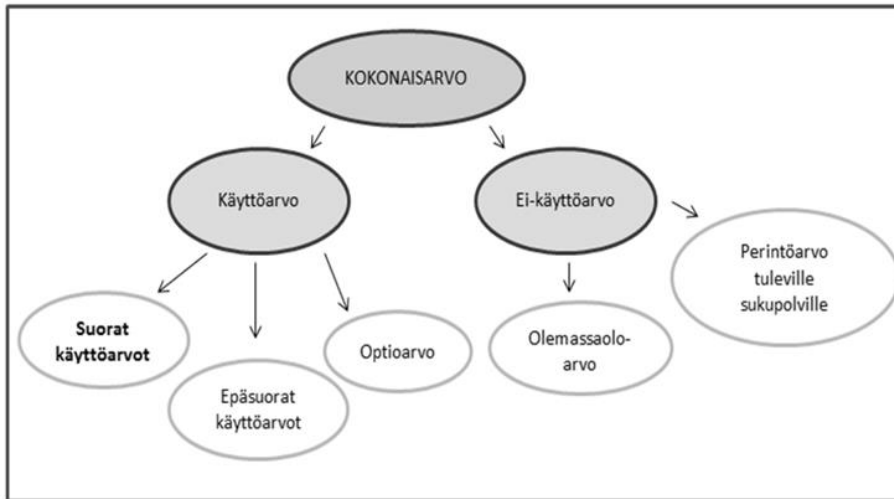 KOKONAISARVO
Käyttöarvo
Ei-käyttöarvo
Perintöarvo
tuleville
sukupolville
Suorat
käyttöarvot
Optioarvo
Olemassaolo-
arvo
Epäsuorat
käyttöarvot